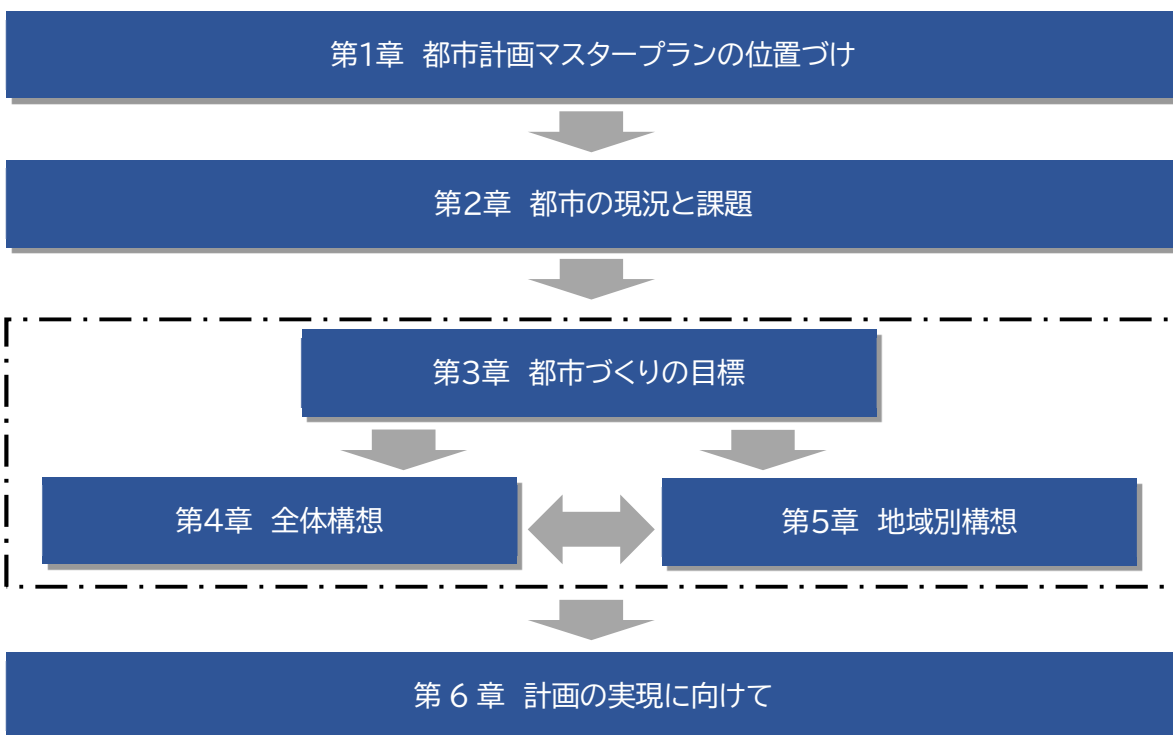 第1章 都市計画マスタープランの位置づけ
第2章 都市の現況と課題
第3章 都市づくりの目標
第4章 全体構想
第5章 地域別構想
第 6 章 計画の実現に向けて